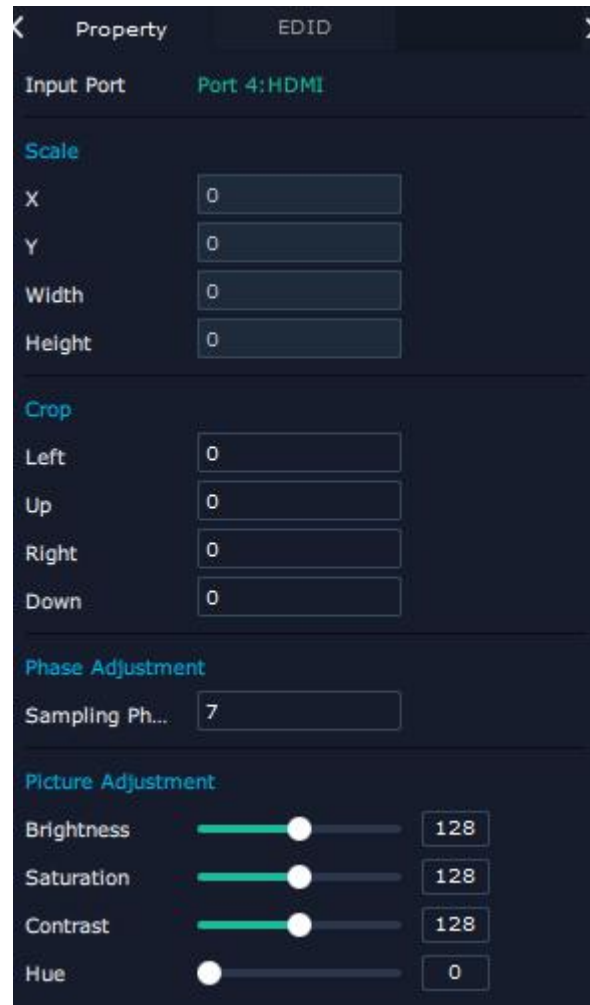 Property EDID
Input Port Port 4:HDMI
Scale
X 0
Y 0
Width 0
Height 0
Crop
Left 0
Up 0
Right 0
Down 0
Phase Adjustment
Sampling Ph... 7
Picture Adjustment
Brightness 128
Saturation 128
Contrast 128
Hue 0